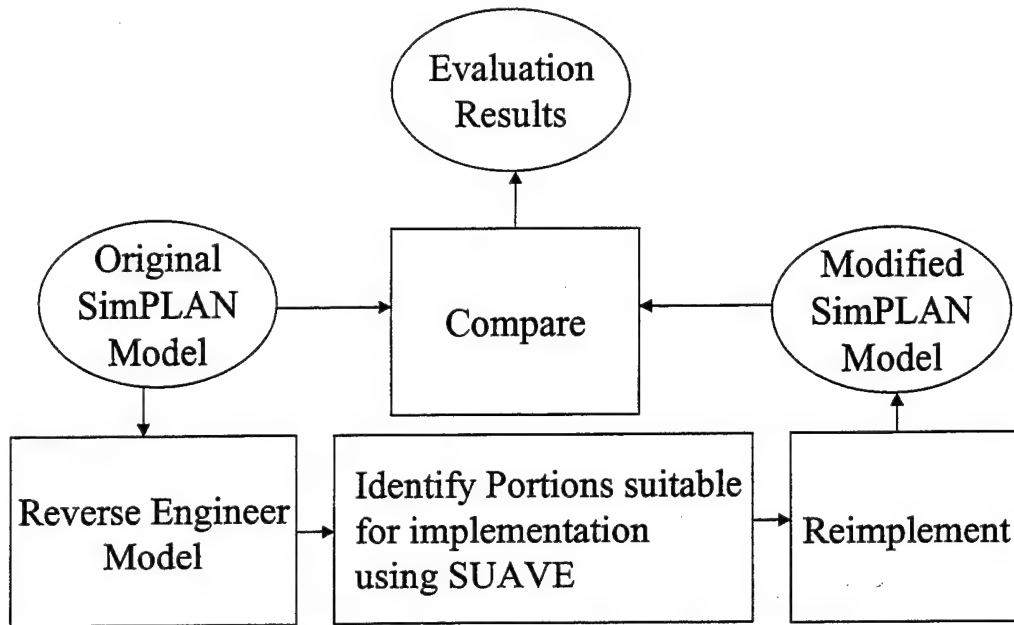 Evaluation
Results
Original
SimPLAN
Model
Compare
Modified
SimPLAN
Model
Reverse Engineer
Model
Identify Portions suitable
for implementation
using SUAVE
Reimplement